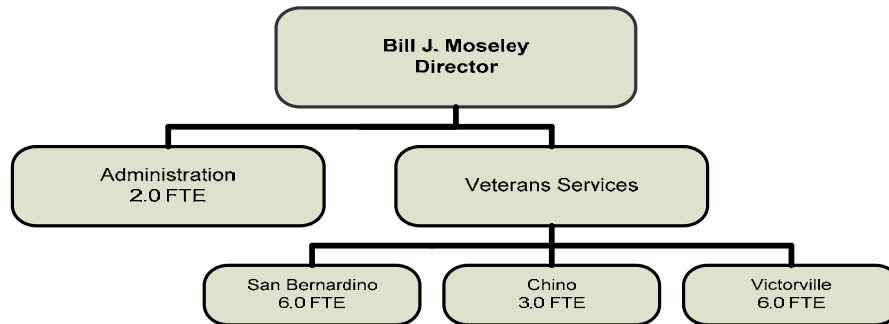 Bill J. Moseley
Director
Administration
2.0 FTE
Veterans Services
San Bernardino
6.0 FTE
Chino
3.0 FTE
Victorville
6.0 FTE